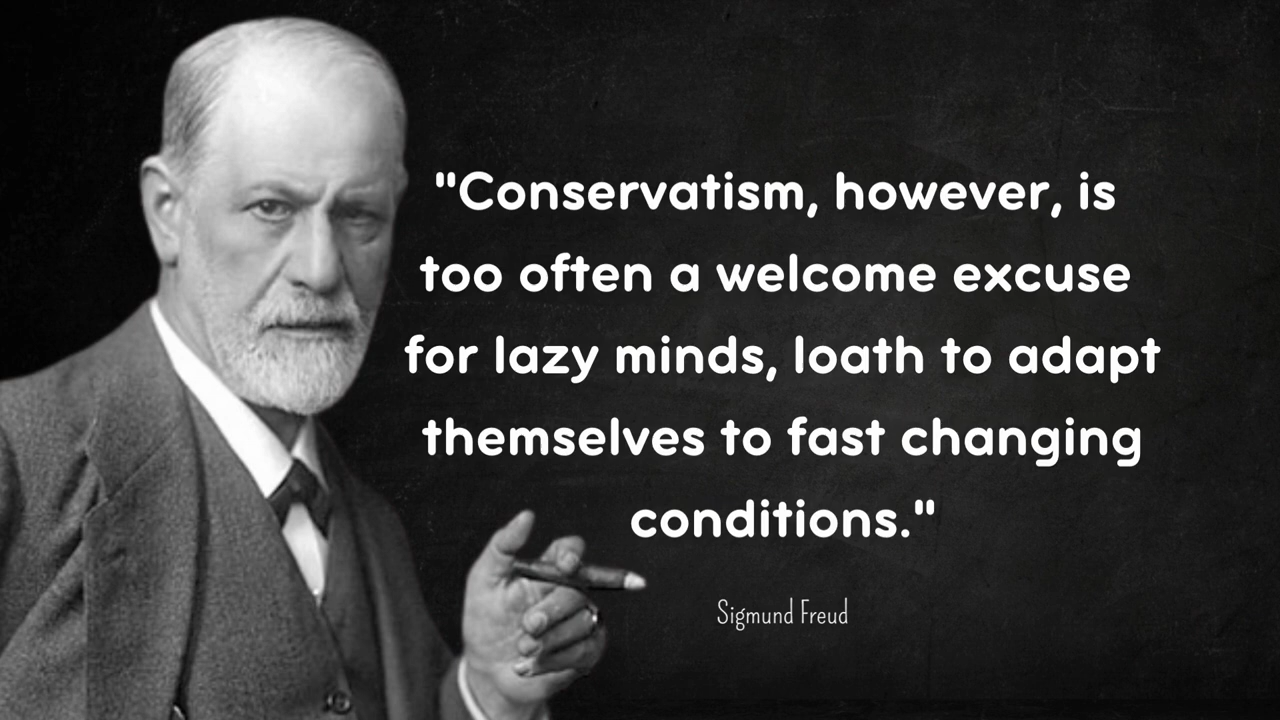 "Conservatism, however, is
too often a welcome excuse
for lazy minds, loath to adapt
themselves to fast changing
conditions."
Sigmund Freud